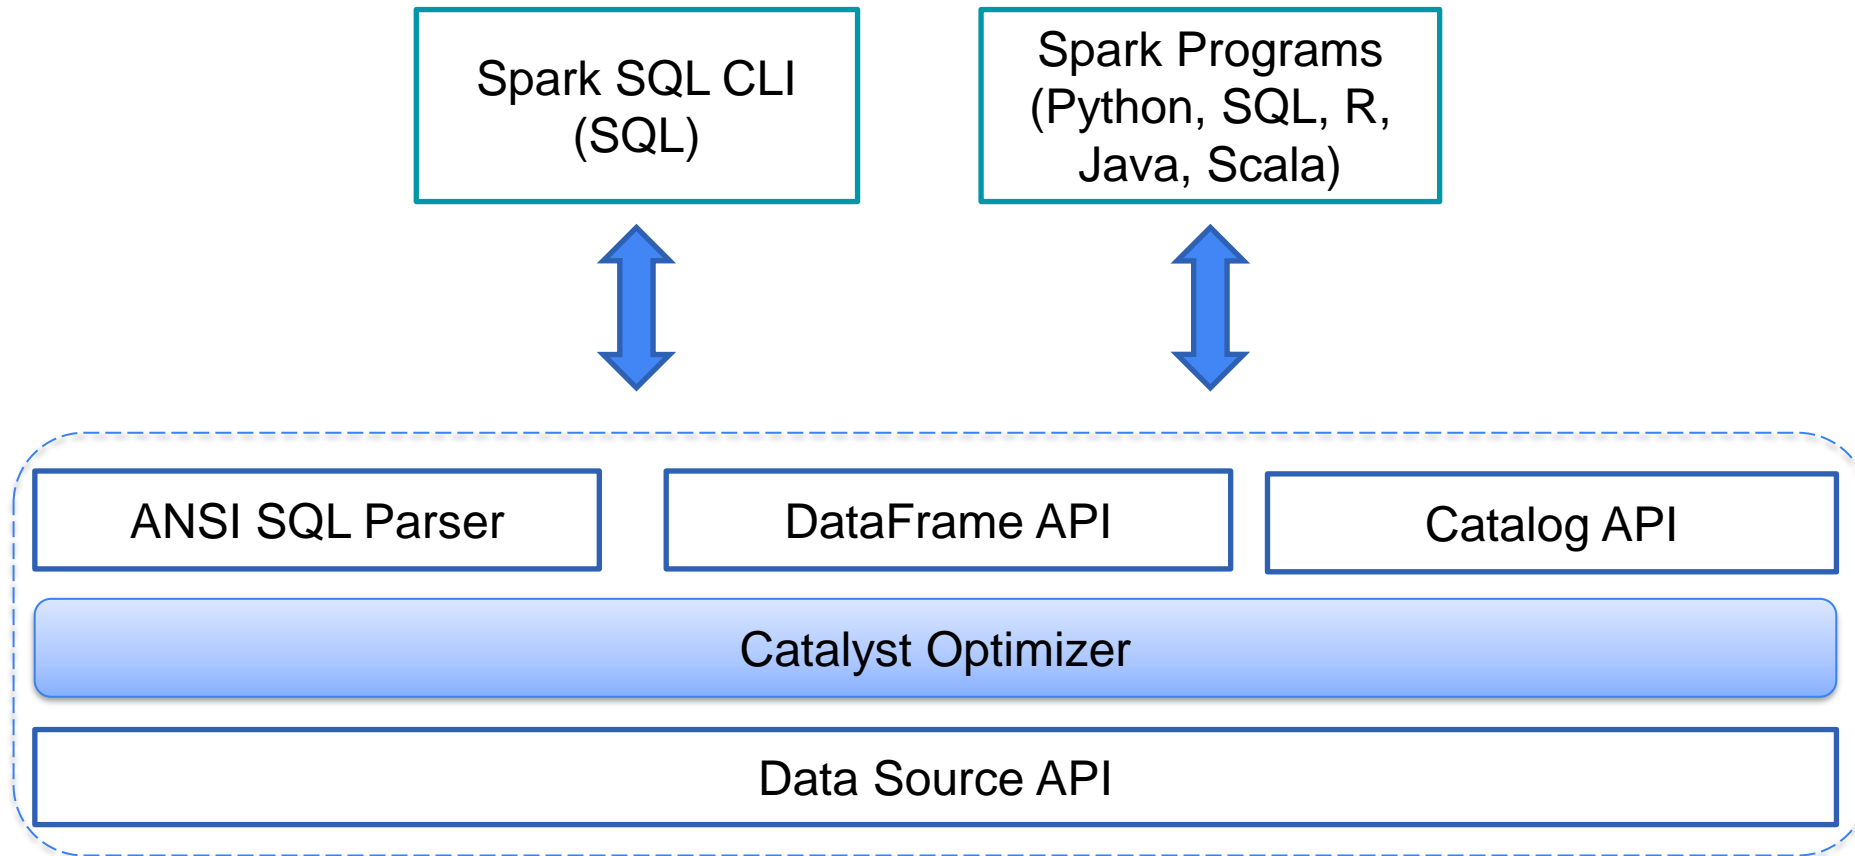 Spark SQL CLI
(SQL)
Spark Programs
(Python, SQL, R,
Java, Scala)
ANSI SQL Parser
DataFrame API
Catalog API
Catalyst Optimizer
Data Source API